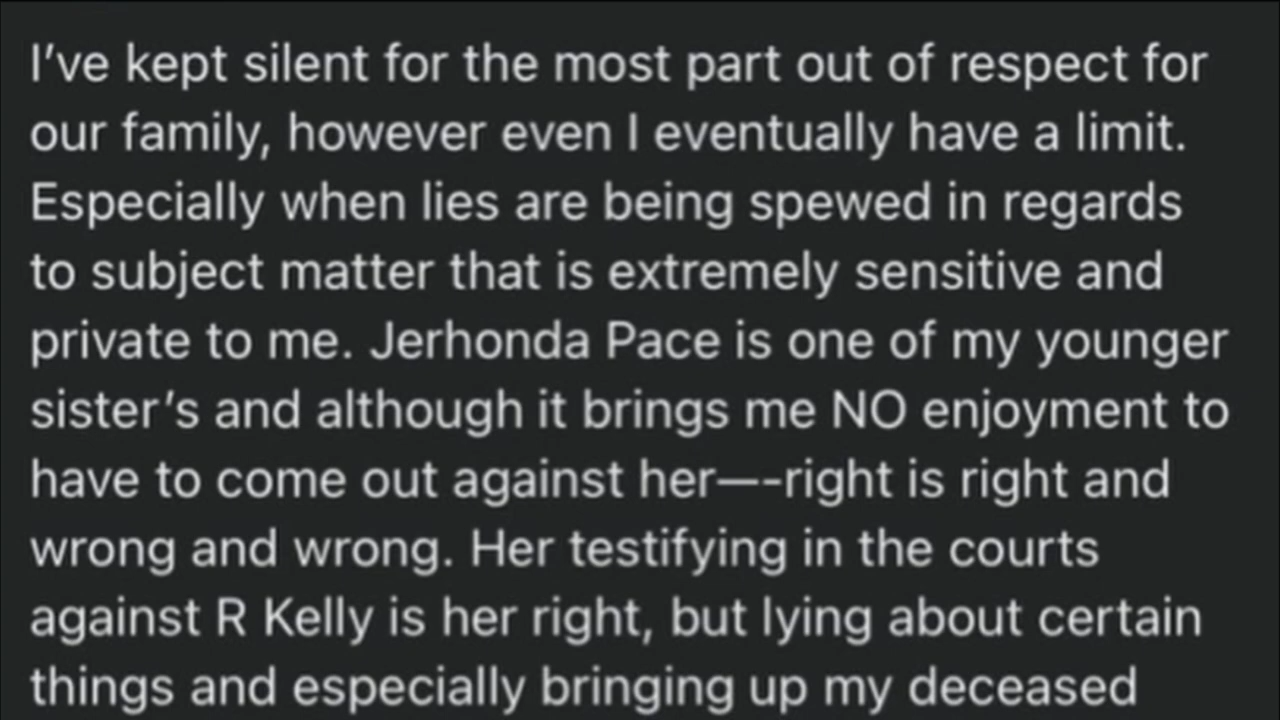 I’ve kept silent for the most part out of respect for
our family, however even I eventually have a limit.
Especially when lies are being spewed in regards
to subject matter that is extremely sensitive and
private to me. Jerhonda Pace is one of my younger
sister’s and although it brings me NO enjoyment to
have to come out against her—-right is right and
wrong and wrong. Her testifying in the courts
against R Kelly is her right, but lying about certain
things and especially bringing up my deceased